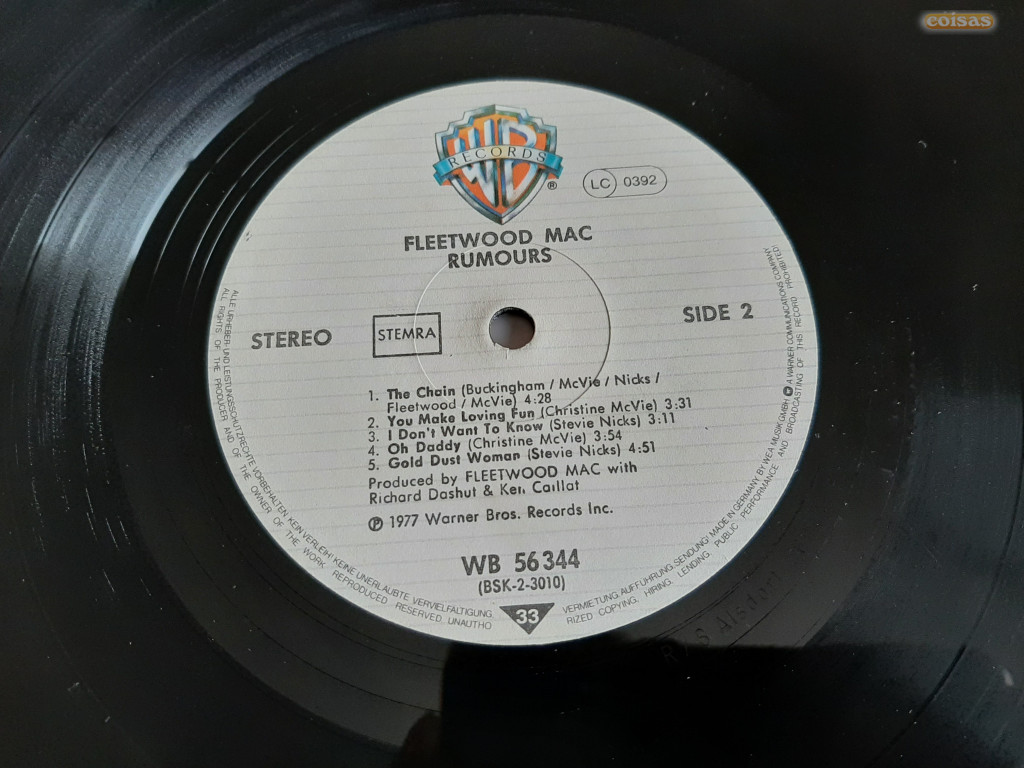 coisas
WB
RECORDS
®
LC 0392
FLEETWOOD MAC
RUMOURS
STEREO
STEMRA
SIDE 2
1. The Chain (Buckingham / McVie / Nicks /
Fleetwood / McVie) 4:28
2. You Make Loving Fun (Christine McVie) 3:31
3. I Don't Want To Know (Stevie Nicks) 3:11
4. Oh Daddy (Christine McVie) 3:54
5. Gold Dust Woman (Stevie Nicks) 4:51
Produced by FLEETWOOD MAC with
Richard Dashut & Ken Caillat
℗ 1977 Warner Bros. Records Inc.
WB 56 344
(BSK-2-3010)
33
ALLE URHEBER- UND LEISTUNGSSCHUTZRECHTE VORBEHALTEN. KEIN VERLEIH! KEINE UNERLAUBTE VERVIELFÄLTIGUNG, VERMIETUNG, AUFFÜHRUNG, SENDUNG! MADE IN GERMANY BY WEA MUSIK GMBH A WARNER COMMUNICATIONS COMPANY
ALL RIGHTS OF THE PRODUCER AND OF THE OWNER OF THE WORK REPRODUCED RESERVED. UNAUTHORIZED COPYING, HIRING, LENDING, PUBLIC PERFORMANCE AND BROADCASTING OF THIS RECORD PROHIBITED!
Alsdorf